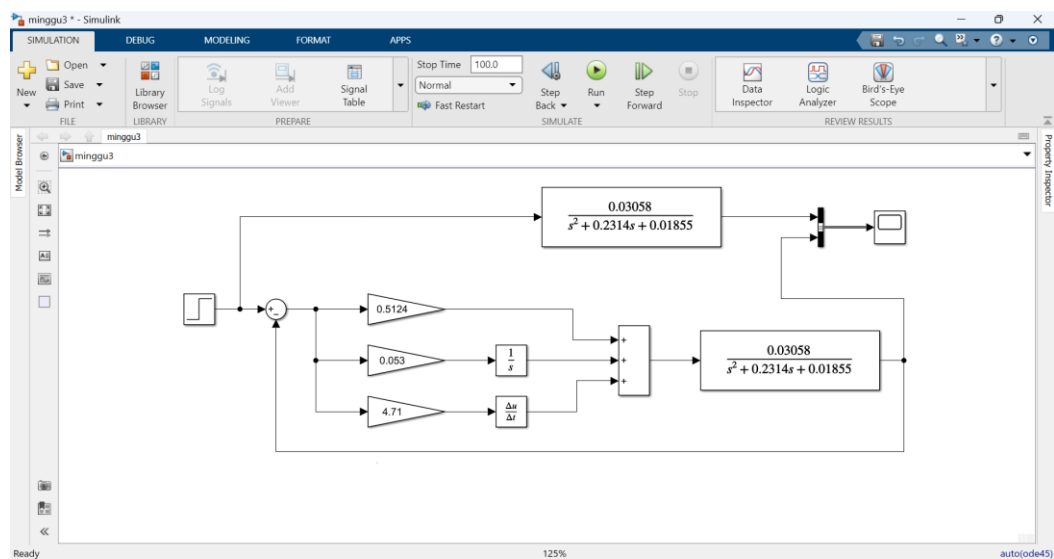 minggu3 * - Simulink
SIMULATION DEBUG MODELING FORMAT APPS
New
Open
Save
Print
FILE
Library
Browser
LIBRARY
Log
Signals
Add
Viewer
Signal
Table
PREPARE
Stop Time 100.0
Normal
Fast Restart
Step
Back
Run
Step
Forward
Stop
SIMULATE
Data
Inspector
Logic
Analyzer
Bird's-Eye
Scope
REVIEW RESULTS
Model Browser
minggu3
minggu3
Property Inspector
0.03058
s² + 0.2314s + 0.01855
+
-
0.5124
0.053
4.71
1
s
Δu
Δt
+
+
+
0.03058
s² + 0.2314s + 0.01855
Ready 125% auto(ode45)